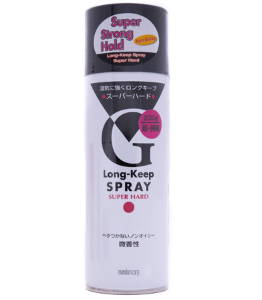 Super
Strong
Hold
Long-Keep Spray
Super Hard
湿気に強くロングキープ
スーパーハード
G
Long-Keep
SPRAY
SUPER HARD
ベタつかないノンオイリー
微香性